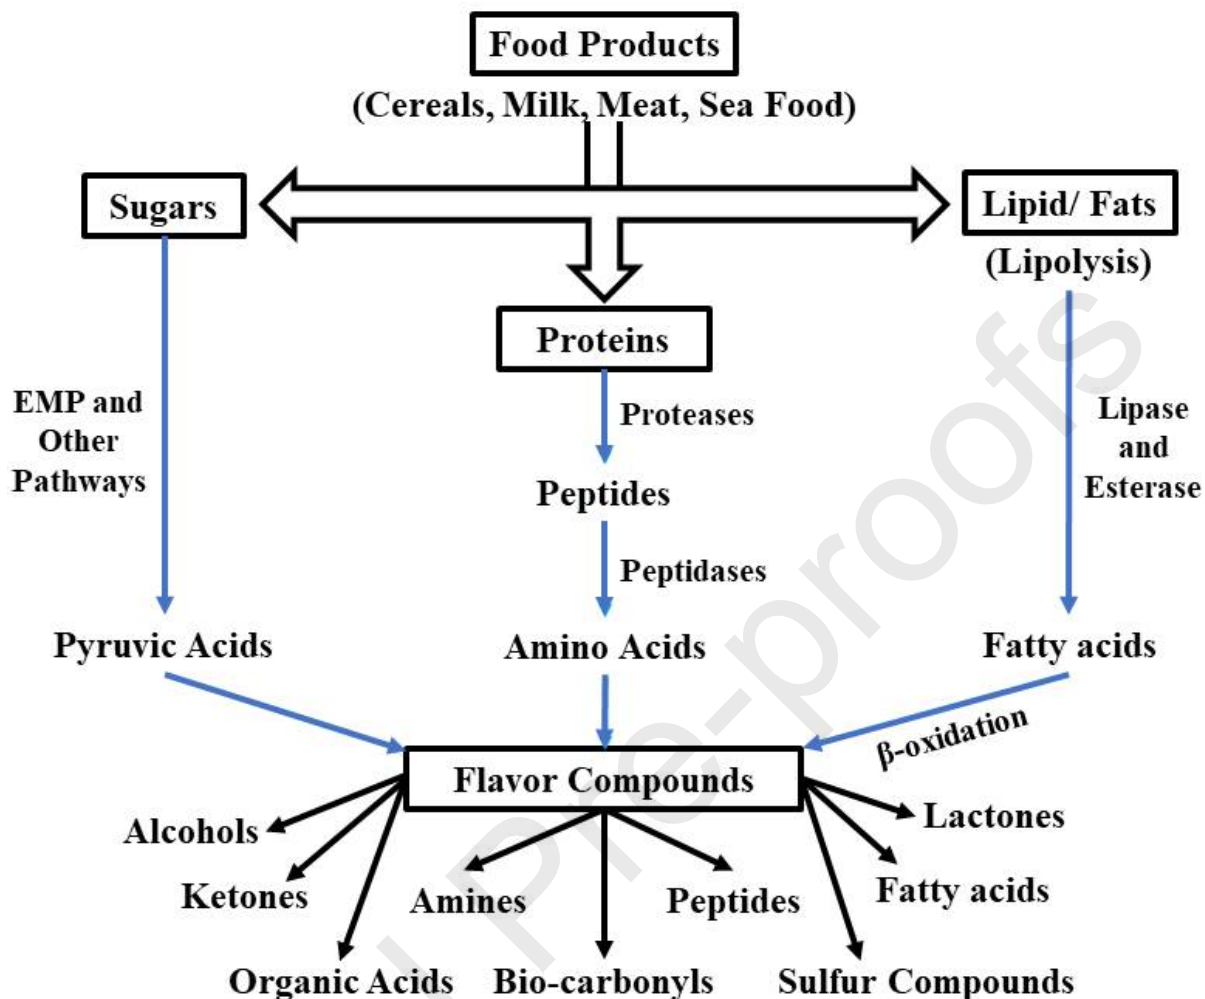 Food Products
(Cereals, Milk, Meat, Sea Food)
Sugars
Lipid/ Fats
(Lipolysis)
Proteins
EMP and
Other
Pathways
Proteases
Lipase
and
Esterase
Peptides
Peptidases
Pyruvic Acids
Amino Acids
Fatty acids
β-oxidation
Flavor Compounds
Alcohols
Lactones
Ketones
Amines
Peptides
Fatty acids
Organic Acids
Bio-carbonyls
Sulfur Compounds
Pre-proofs